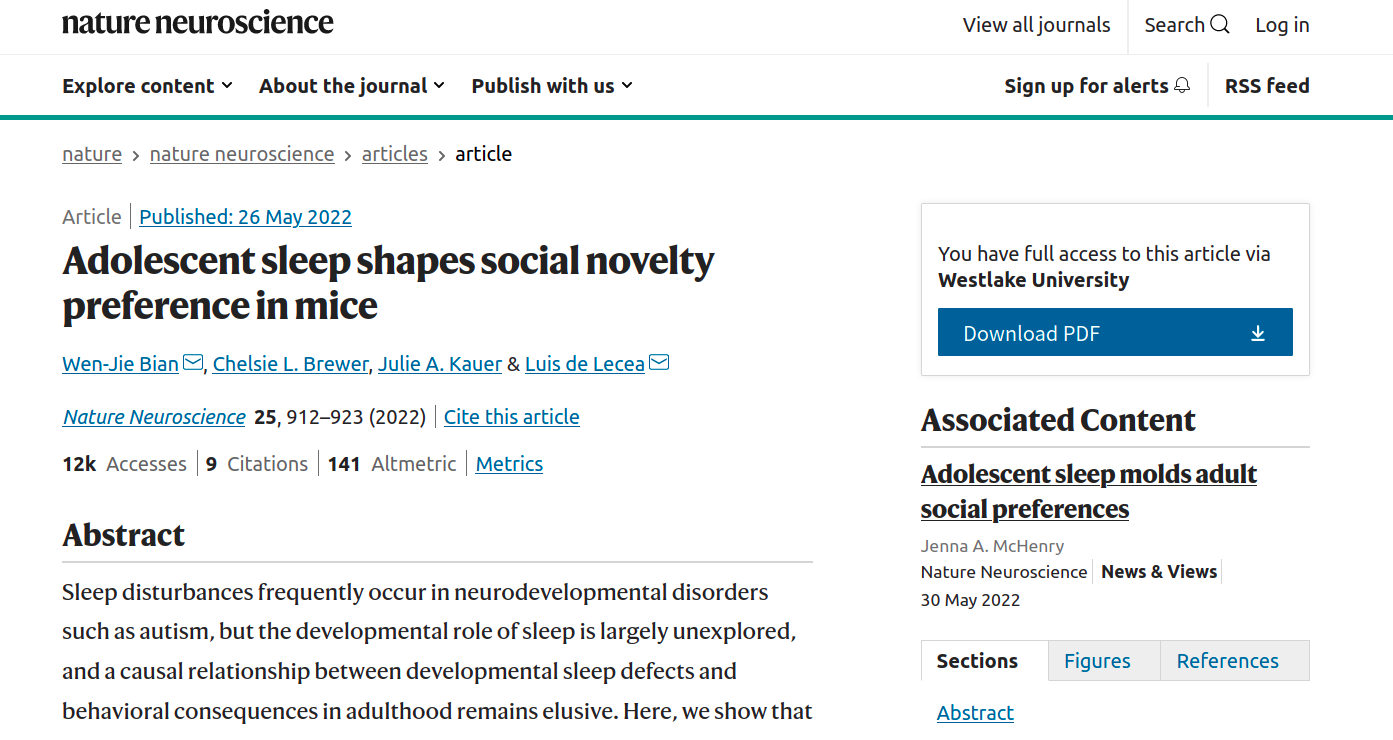 nature neuroscience
View all journals
Search
Log in
Explore content
About the journal
Publish with us
Sign up for alerts
RSS feed
nature > nature neuroscience > articles > article
Article
Published: 26 May 2022
Adolescent sleep shapes social novelty
preference in mice
Wen-Jie Bian, Chelsie L. Brewer, Julie A. Kauer & Luis de Lecea
Nature Neuroscience 25, 912–923 (2022)
Cite this article
12k Accesses
9 Citations
141 Altmetric
Metrics
Abstract
Sleep disturbances frequently occur in neurodevelopmental disorders
such as autism, but the developmental role of sleep is largely unexplored,
and a causal relationship between developmental sleep defects and
behavioral consequences in adulthood remains elusive. Here, we show that
You have full access to this article via
Westlake University
Download PDF
Associated Content
Adolescent sleep molds adult
social preferences
Jenna A. McHenry
Nature Neuroscience
News & Views
30 May 2022
Sections
Figures
References
Abstract